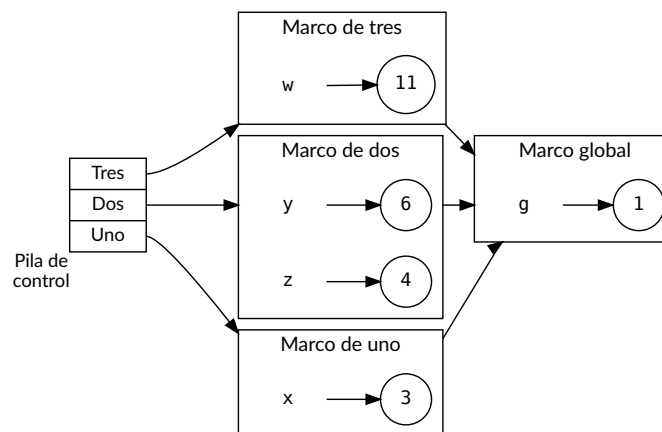 Marco de tres
w 11
Marco de dos
y 6
z 4
Marco de uno
x 3
Marco global
g 1
Tres
Dos
Uno
Pila de
control